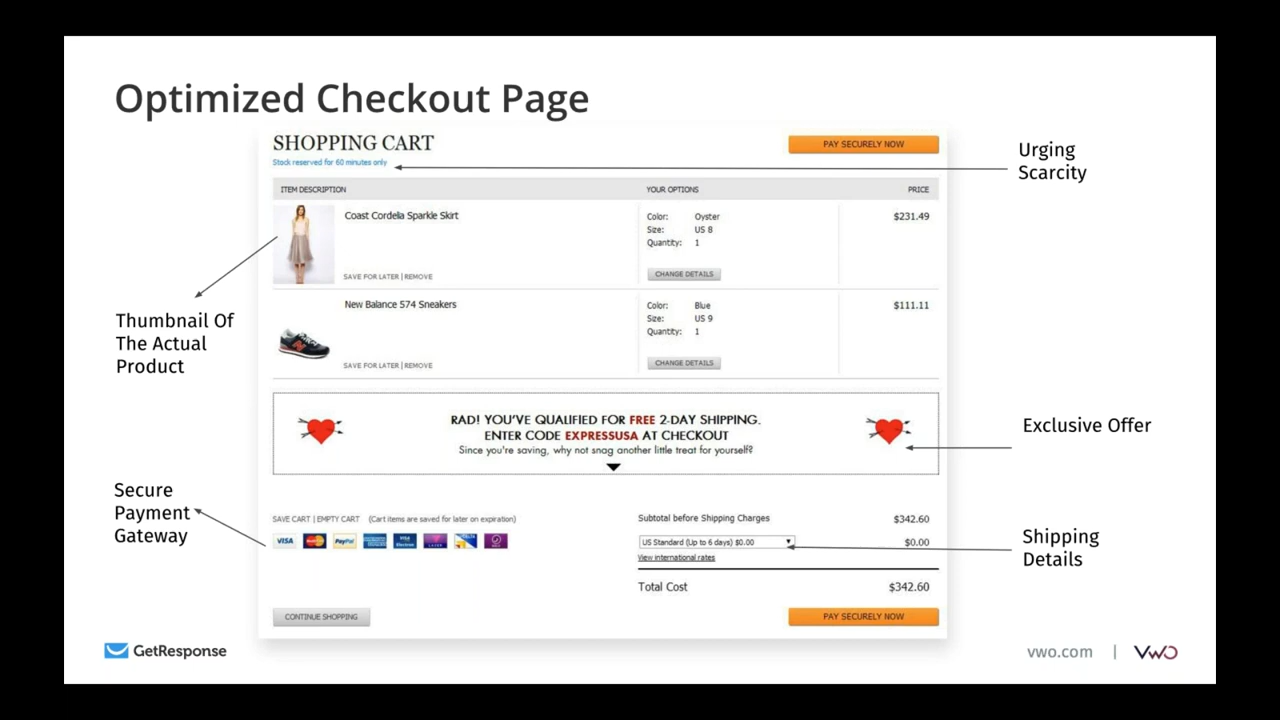 Optimized Checkout Page
SHOPPING CART
Stock reserved for 60 minutes only
PAY SECURELY NOW
Urging
Scarcity
ITEM DESCRIPTION YOUR OPTIONS PRICE
Coast Cordelia Sparkle Skirt
Color: Oyster
Size: US 8
Quantity: 1
$231.49
SAVE FOR LATER | REMOVE
CHANGE DETAILS
Thumbnail Of
The Actual
Product
New Balance 574 Sneakers
Color: Blue
Size: US 9
Quantity: 1
$111.11
SAVE FOR LATER | REMOVE
CHANGE DETAILS
RAD! YOU'VE QUALIFIED FOR FREE 2-DAY SHIPPING.
ENTER CODE EXPRESSUSA AT CHECKOUT
Since you're saving, why not snag another little treat for yourself?
Exclusive Offer
Secure
Payment
Gateway
SAVE CART | EMPTY CART (Cart items are saved for later on expiration)
VISA MasterCard PayPal
Subtotal before Shipping Charges $342.60
US Standard (Up to 6 days) $0.00 $0.00
View international rates
Shipping
Details
Total Cost $342.60
CONTINUE SHOPPING
PAY SECURELY NOW
GetResponse
vwo.com | VWO